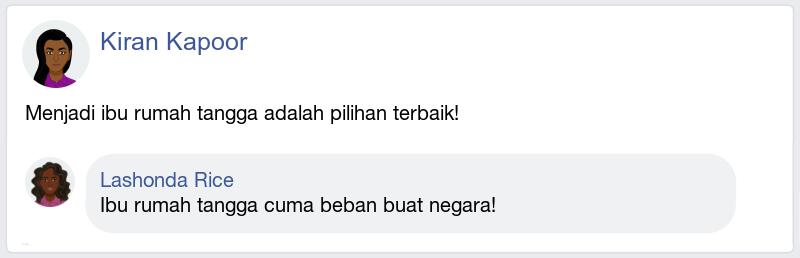 Kiran Kapoor
Menjadi ibu rumah tangga adalah pilihan terbaik!
Lashonda Rice
Ibu rumah tangga cuma beban buat negara!